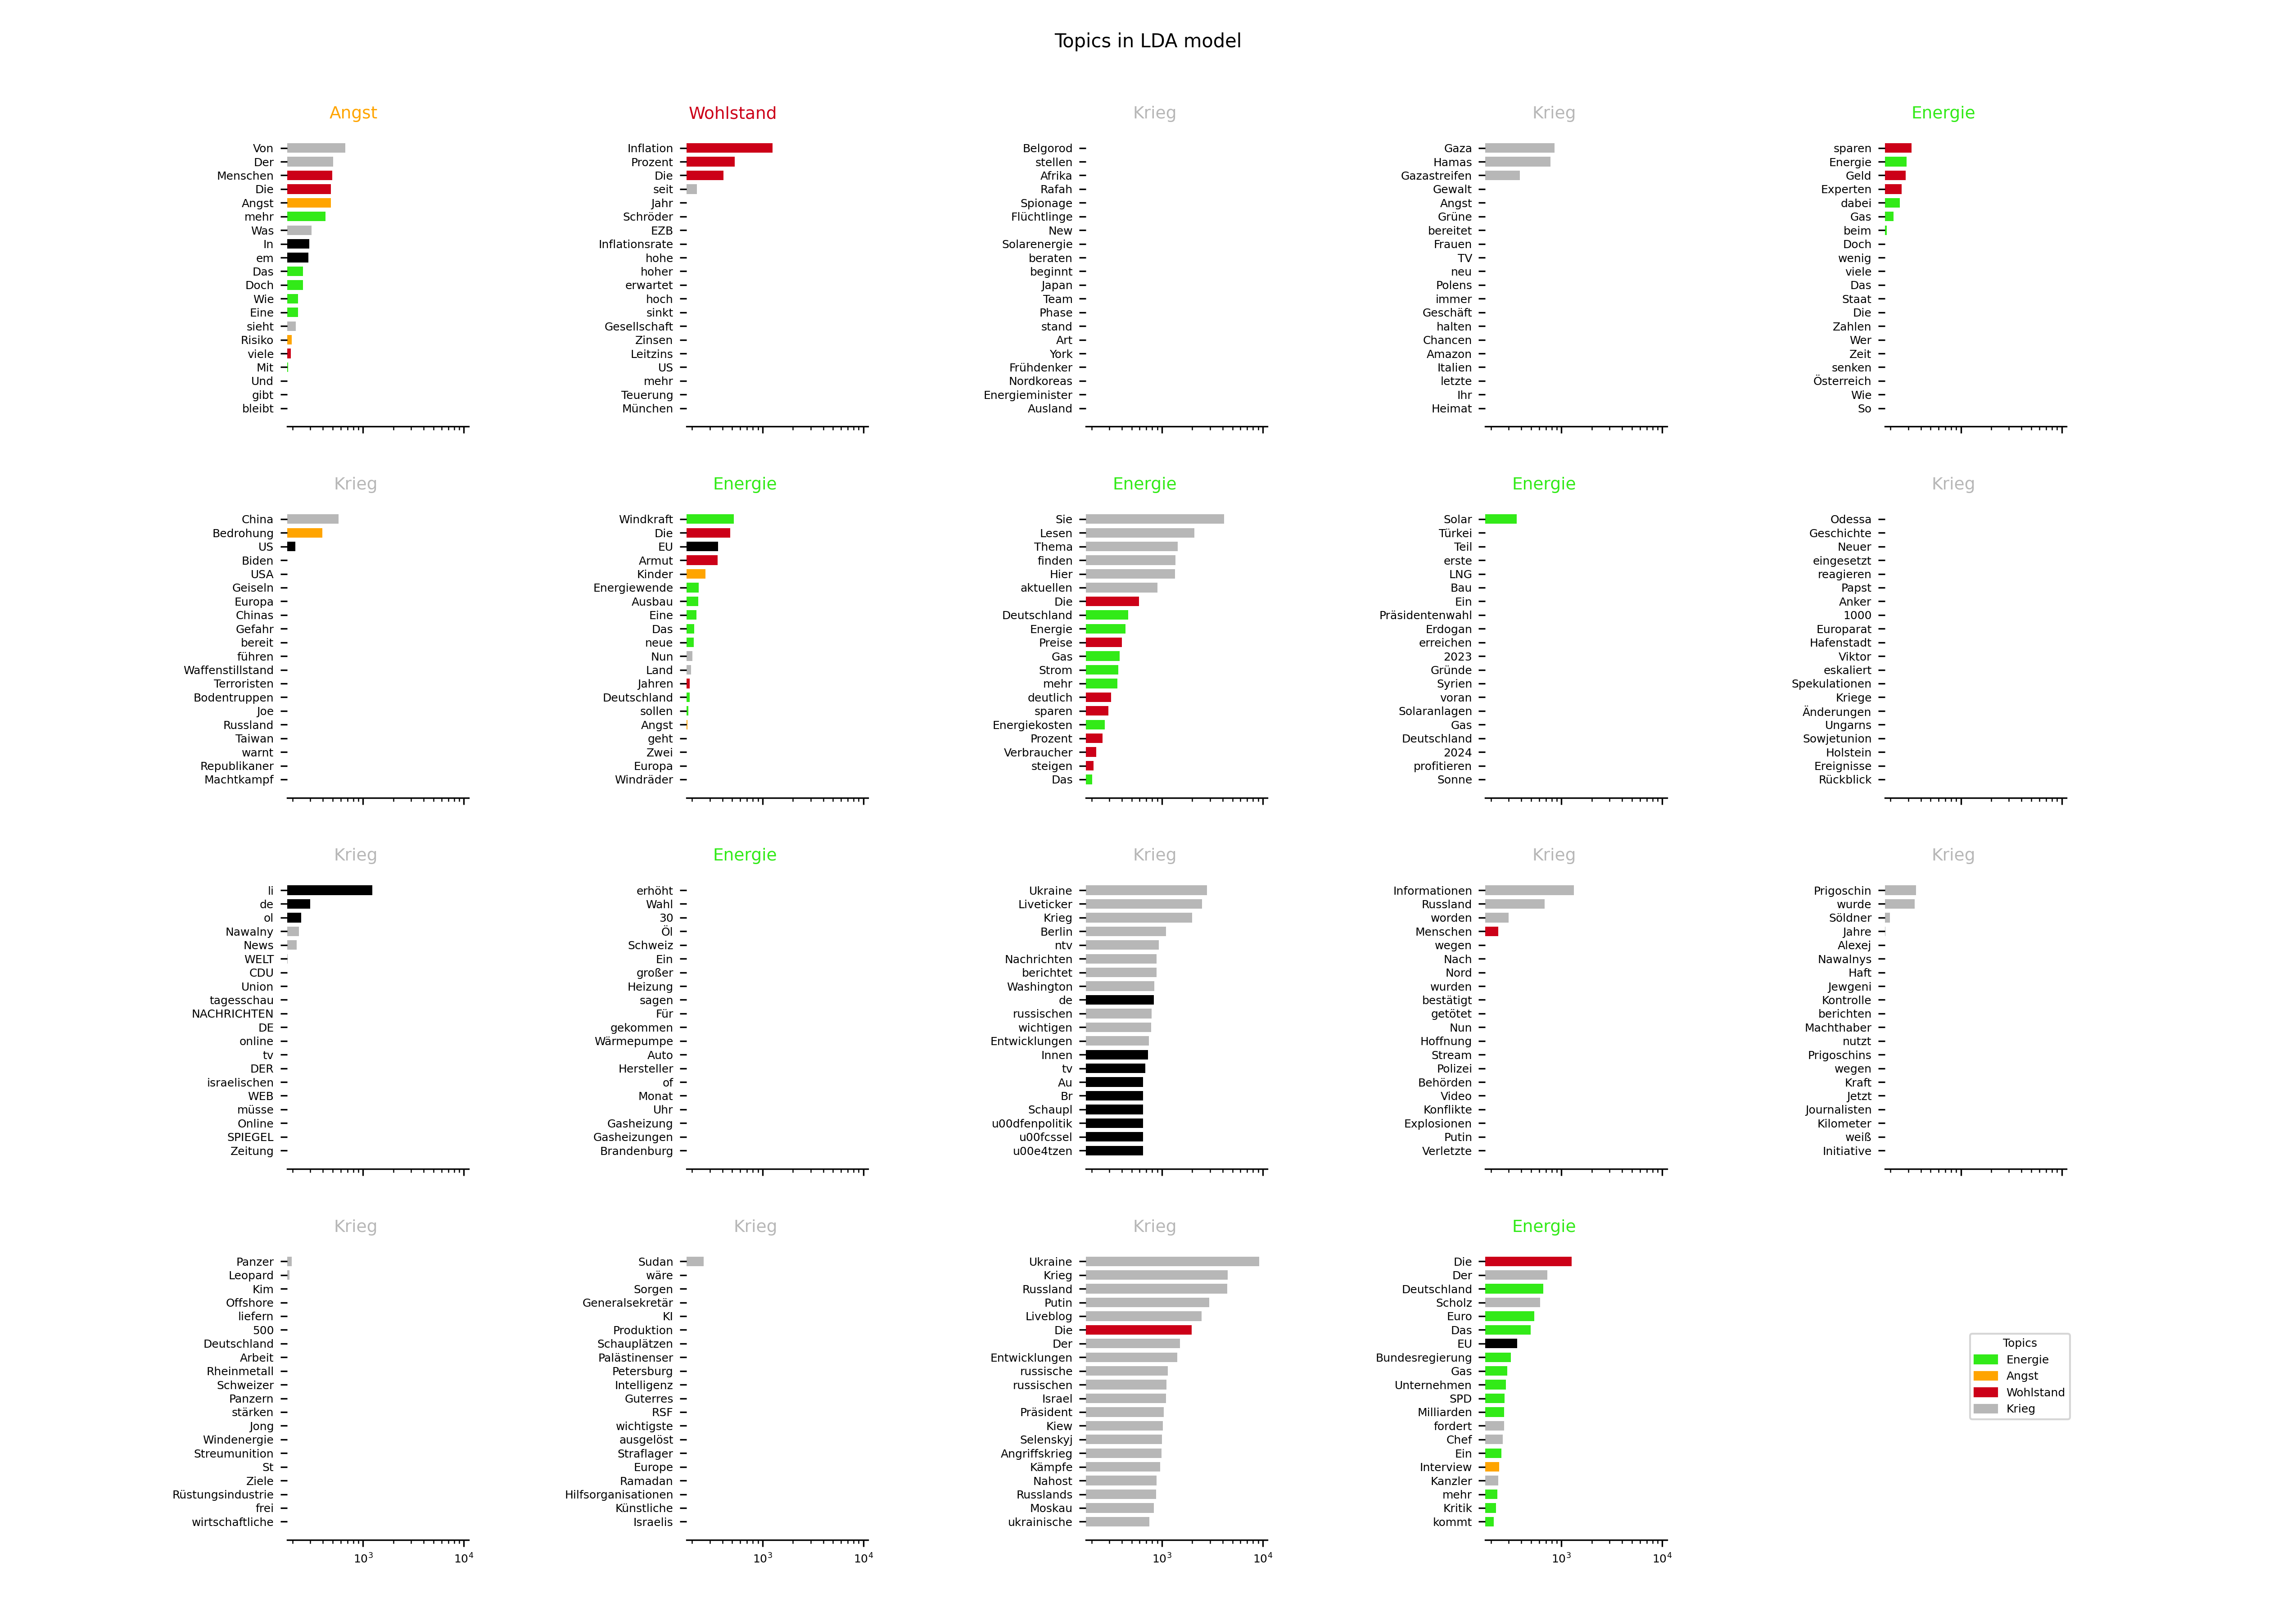 Topics in LDA model
Angst
Von
Der
Menschen
Die
Angst
mehr
Was
In
em
Das
Doch
Wie
Eine
sieht
Risiko
viele
Mit
Und
gibt
bleibt
Wohlstand
Inflation
Prozent
Die
seit
Jahr
Schröder
EZB
Inflationsrate
hohe
hoher
erwartet
hoch
sinkt
Gesellschaft
Zinsen
Leitzins
US
mehr
Teuerung
München
Krieg
Belgorod
stellen
Afrika
Rafah
Spionage
Flüchtlinge
New
Solarenergie
beraten
beginnt
Japan
Team
Phase
stand
Art
York
Frühdenker
Nordkoreas
Energieminister
Ausland
Krieg
Gaza
Hamas
Gazastreifen
Gewalt
Angst
Grüne
bereitet
Frauen
TV
neu
Polens
immer
Geschäft
halten
Chancen
Amazon
Italien
letzte
Ihr
Heimat
Energie
sparen
Energie
Geld
Experten
dabei
Gas
beim
Doch
wenig
viele
Das
Staat
Die
Zahlen
Wer
Zeit
senken
Österreich
Wie
So
Krieg
China
Bedrohung
US
Biden
USA
Geiseln
Europa
Chinas
Gefahr
bereit
führen
Waffenstillstand
Terroristen
Bodentruppen
Joe
Russland
Taiwan
warnt
Republikaner
Machtkampf
Energie
Windkraft
Die
EU
Armut
Kinder
Energiewende
Ausbau
Eine
Das
neue
Nun
Land
Jahren
Deutschland
sollen
Angst
geht
Zwei
Europa
Windräder
Energie
Sie
Lesen
Thema
finden
Hier
aktuellen
Die
Deutschland
Energie
Preise
Gas
Strom
mehr
deutlich
sparen
Energiekosten
Prozent
Verbraucher
steigen
Das
Energie
Solar
Türkei
Teil
erste
LNG
Bau
Ein
Präsidentenwahl
Erdogan
erreichen
2023
Gründe
Syrien
voran
Solaranlagen
Gas
Deutschland
2024
profitieren
Sonne
Krieg
Odessa
Geschichte
Neuer
eingesetzt
reagieren
Papst
Anker
1000
Europarat
Hafenstadt
Viktor
eskaliert
Spekulationen
Kriege
Änderungen
Ungarns
Sowjetunion
Holstein
Ereignisse
Rückblick
Krieg
li
de
ol
Nawalny
News
WELT
CDU
Union
tagesschau
NACHRICHTEN
DE
online
tv
DER
israelischen
WEB
müsse
Online
SPIEGEL
Zeitung
Energie
erhöht
Wahl
30
Öl
Schweiz
Ein
großer
Heizung
sagen
Für
gekommen
Wärmepumpe
Auto
Hersteller
of
Monat
Uhr
Gasheizung
Gasheizungen
Brandenburg
Krieg
Ukraine
Liveticker
Krieg
Berlin
ntv
Nachrichten
berichtet
Washington
de
russischen
wichtigen
Entwicklungen
Innen
tv
Au
Br
Schaupl
u00dfenpolitik
u00fcssel
u00e4tzen
Krieg
Informationen
Russland
worden
Menschen
wegen
Nach
Nord
wurden
bestätigt
getötet
Nun
Hoffnung
Stream
Polizei
Behörden
Video
Konflikte
Explosionen
Putin
Verletzte
Krieg
Prigoschin
wurde
Söldner
Jahre
Alexej
Nawalnys
Haft
Jewgeni
Kontrolle
berichten
Machthaber
nutzt
Prigoschins
wegen
Kraft
Jetzt
Journalisten
Kilometer
weiß
Initiative
Krieg
Panzer
Leopard
Kim
Offshore
liefern
500
Deutschland
Arbeit
Rheinmetall
Schweizer
Panzern
stärken
Jong
Windenergie
Streumunition
St
Ziele
Rüstungsindustrie
frei
wirtschaftliche
10³ 10⁴
Krieg
Sudan
wäre
Sorgen
Generalsekretär
KI
Produktion
Schauplätzen
Palästinenser
Petersburg
Intelligenz
Guterres
RSF
wichtigste
ausgelöst
Straflager
Europe
Ramadan
Hilfsorganisationen
Künstliche
Israelis
10³ 10⁴
Krieg
Ukraine
Krieg
Russland
Putin
Liveblog
Die
Der
Entwicklungen
russische
russischen
Israel
Präsident
Kiew
Selenskyj
Angriffskrieg
Kämpfe
Nahost
Russlands
Moskau
ukrainische
10³ 10⁴
Energie
Die
Der
Deutschland
Scholz
Euro
Das
EU
Bundesregierung
Gas
Unternehmen
SPD
Milliarden
fordert
Chef
Ein
Interview
Kanzler
mehr
Kritik
kommt
10³ 10⁴
Topics
Energie
Angst
Wohlstand
Krieg